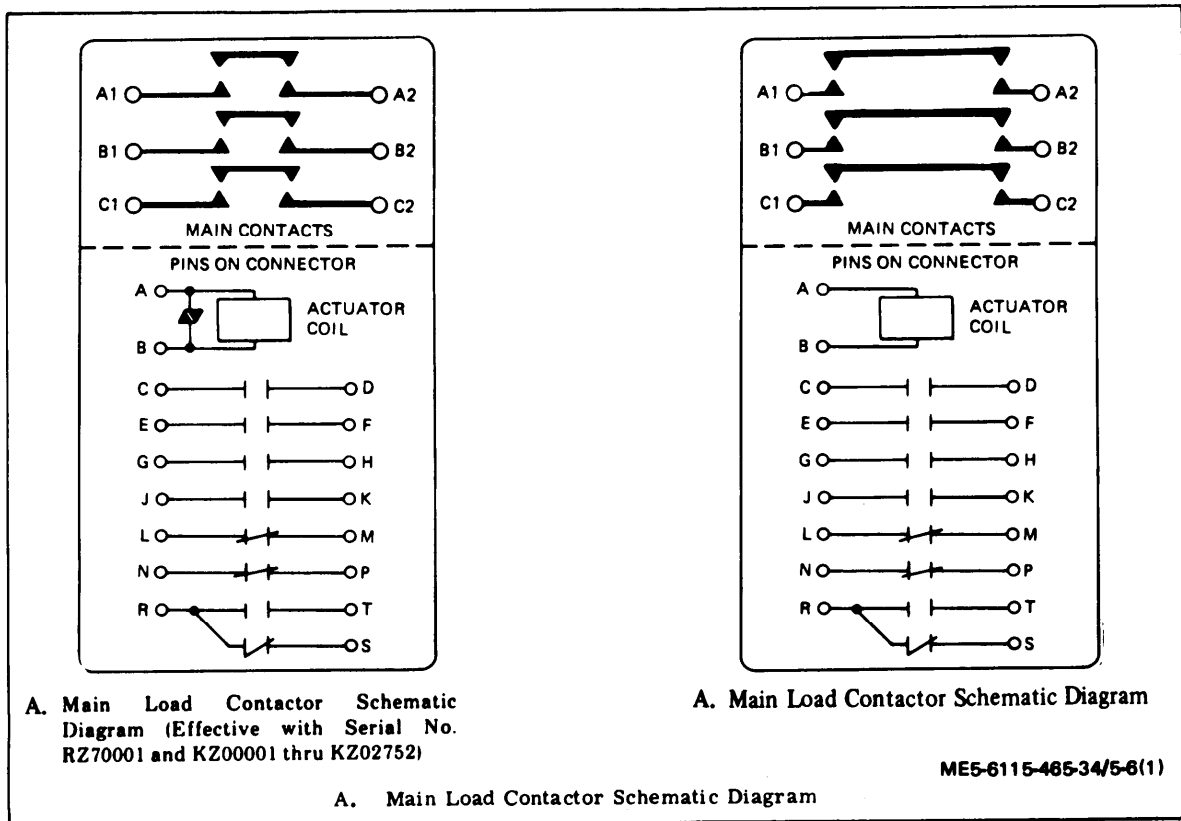 A1 A2
B1 B2
C1 C2
MAIN CONTACTS
PINS ON CONNECTOR
A
ACTUATOR
COIL
B
C D
E F
G H
J K
L M
N P
R T
S
A. Main Load Contactor Schematic
Diagram (Effective with Serial No.
RZ70001 and KZ00001 thru KZ02752)
A1 A2
B1 B2
C1 C2
MAIN CONTACTS
PINS ON CONNECTOR
A
ACTUATOR
COIL
B
C D
E F
G H
J K
L M
N P
R T
S
A. Main Load Contactor Schematic Diagram
ME5-6115-465-34/5-6(1)
A. Main Load Contactor Schematic Diagram